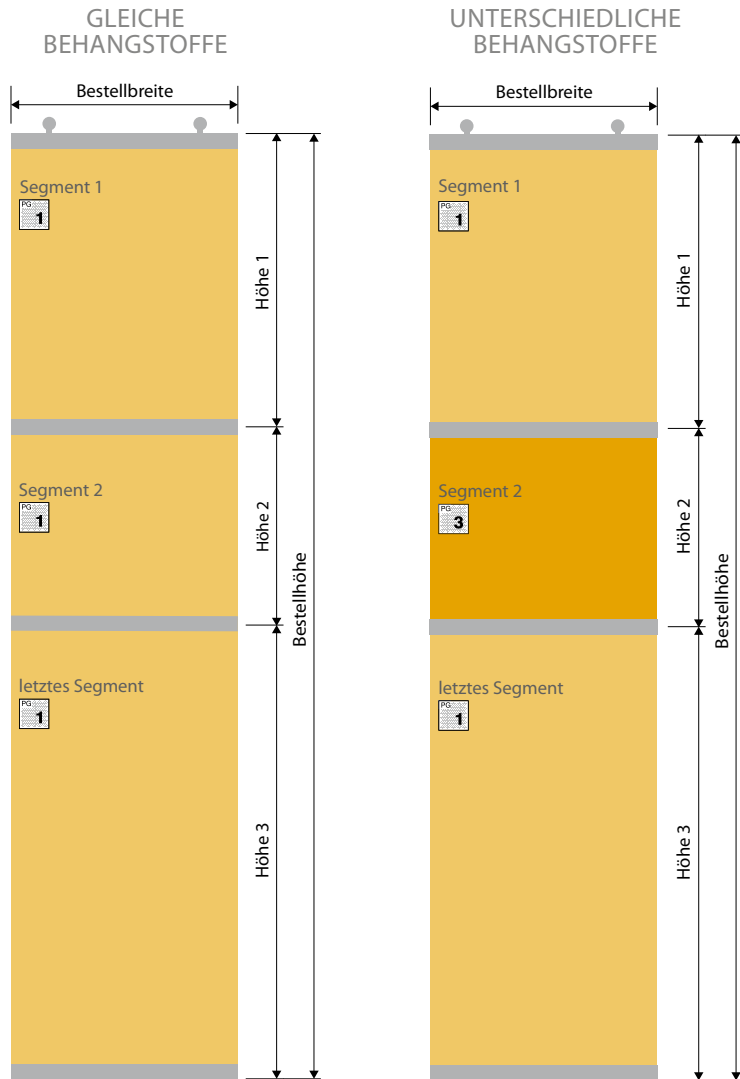 GLEICHE
BEHANGSTOFFE
Bestellbreite
Segment 1
PG
1
Höhe 1
Segment 2
PG
1
Höhe 2
Bestellhöhe
letztes Segment
PG
1
Höhe 3
UNTERSCHIEDLICHE
BEHANGSTOFFE
Bestellbreite
Segment 1
PG
1
Höhe 1
Segment 2
PG
3
Höhe 2
Bestellhöhe
letztes Segment
PG
1
Höhe 3